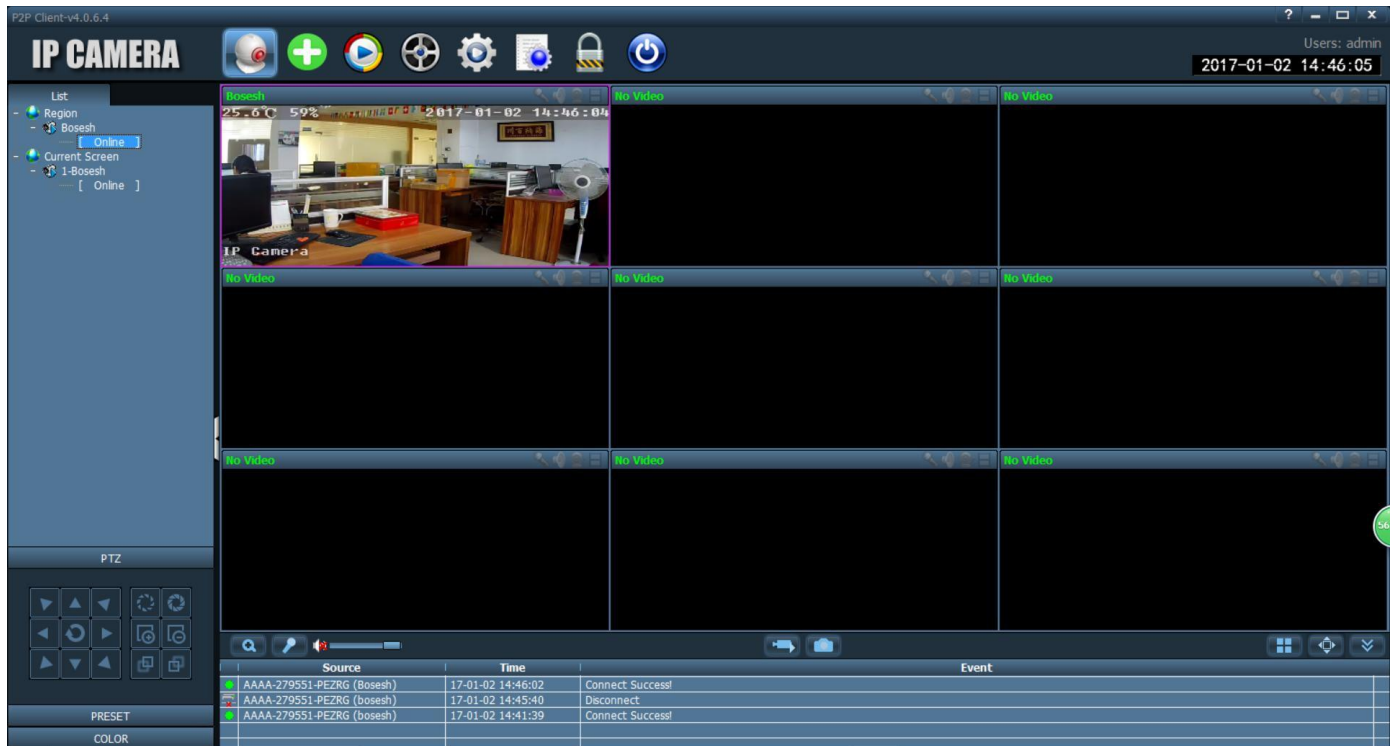 P2P Client-v4.0.6.4
IP CAMERA
Users: admin
2017-01-02 14:46:05
List
Region
Bosesh
[ Online ]
Current Screen
1-Bosesh
[ Online ]
Bosesh
No Video
No Video
25.6℃ 59% 2017-01-02 14:46:04
IP Camera
No Video
No Video
No Video
No Video
No Video
No Video
56
PTZ
PRESET
COLOR
Source Time Event
AAAA-279551-PEZRG (Bosesh) 17-01-02 14:46:02 Connect Success!
AAAA-279551-PEZRG (bosesh) 17-01-02 14:45:40 Disconnect
AAAA-279551-PEZRG (bosesh) 17-01-02 14:41:39 Connect Success!